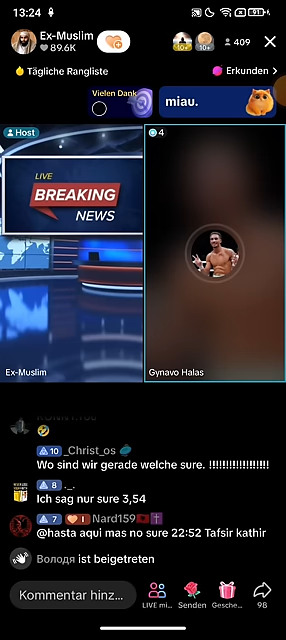 13:24
91
Ex-Muslim
89.6K
10+
10+
409
Tägliche Rangliste
Erkunden >
Vielen Dank
miau.
Host
4
LIVE
BREAKING
NEWS
Ex-Muslim
Gynavo Halas
🤣
10 _Christ_os
Wo sind wir gerade welche sure. !!!!!!!!!!!!!!!!!!!
8 ._.
Ich sag nur sure 3,54
7 I Nard159🇦🇱✝️
@hasta aqui mas no sure 22:52 Tafsir kathir
Володя ist beigetreten
Kommentar hinz...
LIVE mi...
Senden
Gesche...
98